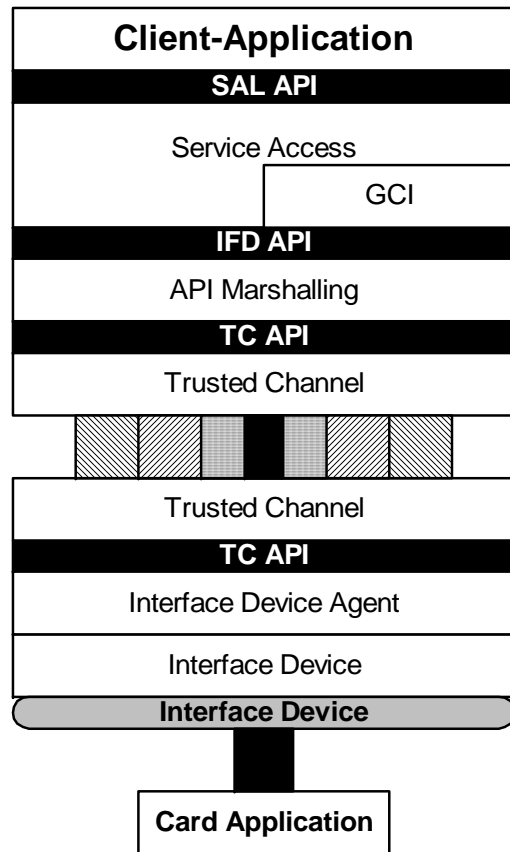 Client-Application
SAL API
Service Access
GCI
IFD API
API Marshalling
TC API
Trusted Channel
Trusted Channel
TC API
Interface Device Agent
Interface Device
Interface Device
Card Application